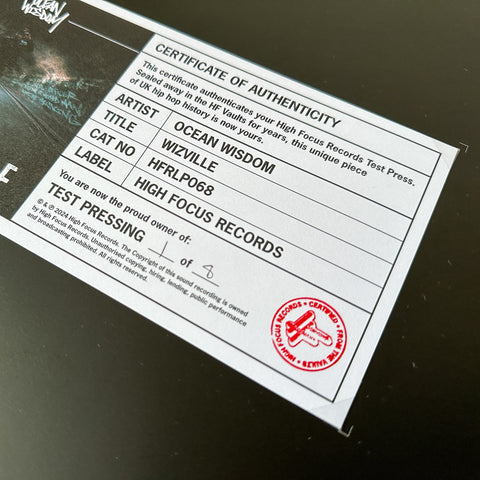 OCEAN
WISDOM
CERTIFICATE OF AUTHENTICITY
This certificate authenticates your High Focus Records Test Press.
Sealed away in the HF Vaults for years, this unique piece
of UK hip hop history is now yours.
ARTIST OCEAN WISDOM
TITLE WIZVILLE
CAT NO HFRLP068
LABEL HIGH FOCUS RECORDS
You are now the proud owner of:
TEST PRESSING 1 of 8
© & ℗ 2024 High Focus Records. The Copyright of this sound recording is owned
by High Focus Records. Unauthorised copying, hiring, lending, public performance
and broadcasting prohibited. All rights reserved.
HIGH FOCUS RECORDS • CERTIFIED • FROM THE VAULTS •